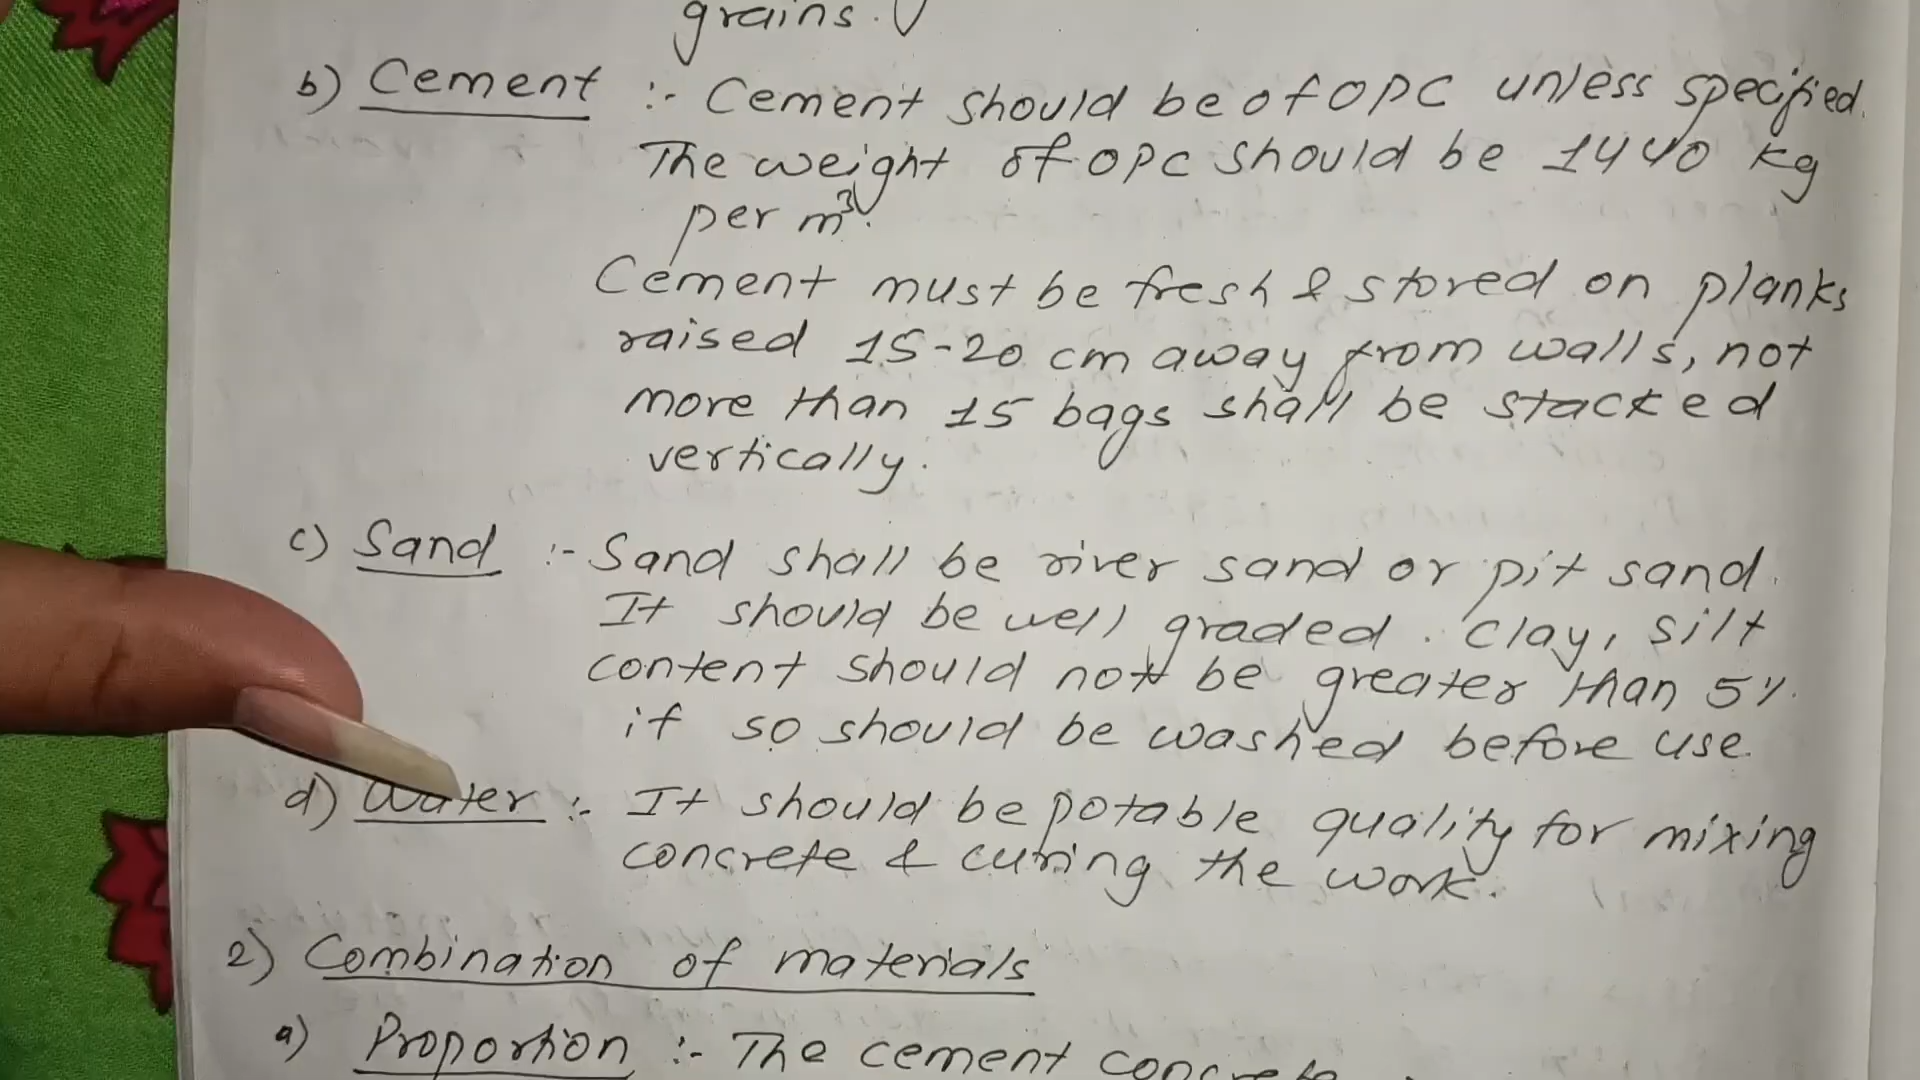 grains.
b) Cement :- Cement should be of OPC unless specified.
The weight of OPC should be 1440 kg
per m³.
Cement must be fresh & stored on planks
raised 15-20 cm away from walls, not
more than 15 bags shall be stacked
vertically.
c) Sand :- Sand shall be river sand or pit sand.
It should be well graded. Clay, silt
content should not be greater than 5%.
if so should be washed before use.
d) Water :- It should be potable quality for mixing
concrete & curing the work.
2) Combination of materials
a) Proportion :- The cement concrete